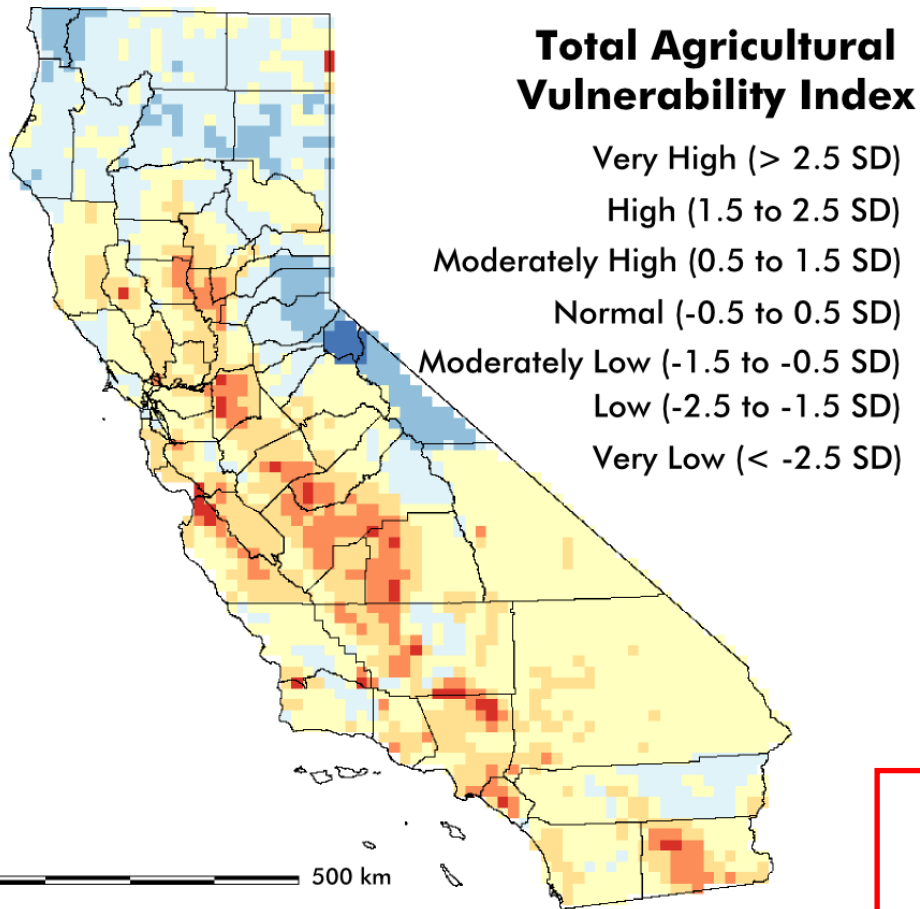 Total Agricultural
Vulnerability Index
Very High (> 2.5 SD)
High (1.5 to 2.5 SD)
Moderately High (0.5 to 1.5 SD)
Normal (-0.5 to 0.5 SD)
Moderately Low (-1.5 to -0.5 SD)
Low (-2.5 to -1.5 SD)
Very Low (< -2.5 SD)
500 km